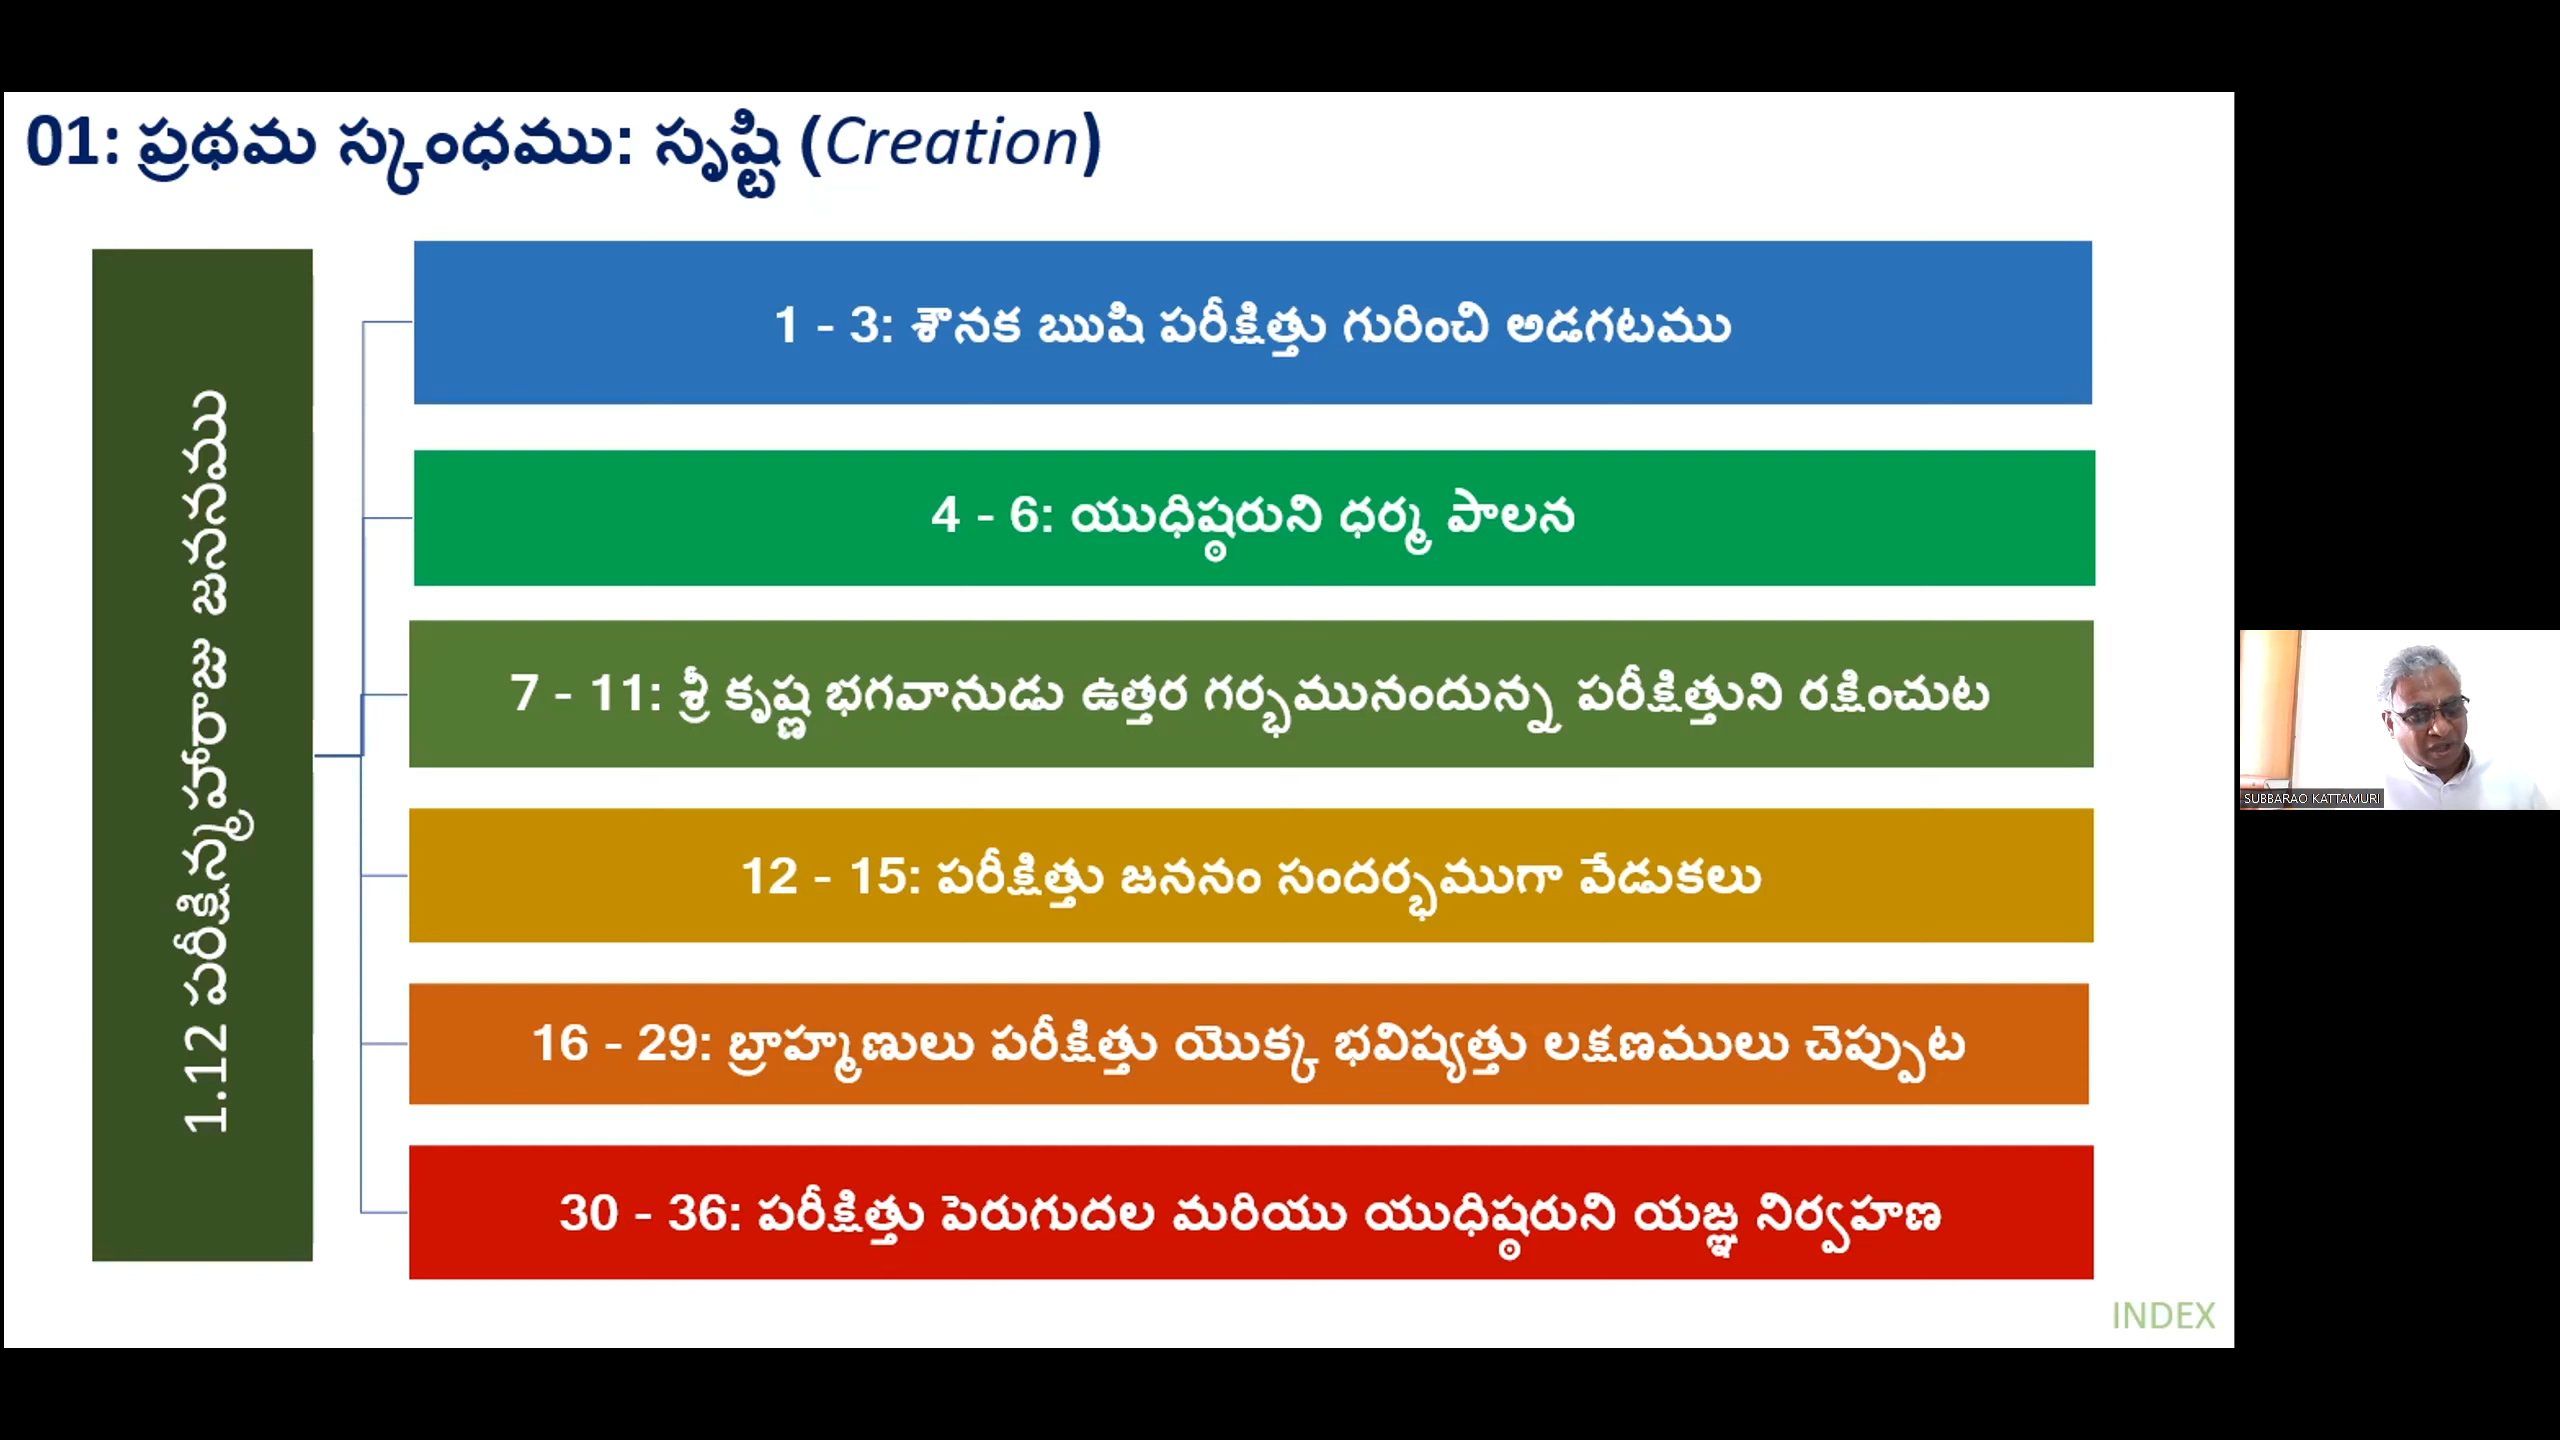 01: ప్రథమ స్కంధము: సృష్టి (Creation)
1.12 పరీక్షిన్మహారాజు జననము
1 - 3: శౌనక ఋషి పరీక్షిత్తు గురించి అడగటము
4 - 6: యుధిష్ఠరుని ధర్మ పాలన
7 - 11: శ్రీ కృష్ణ భగవానుడు ఉత్తర గర్భమునందున్న పరీక్షిత్తుని రక్షించుట
12 - 15: పరీక్షిత్తు జననం సందర్భముగా వేడుకలు
16 - 29: బ్రాహ్మణులు పరీక్షిత్తు యొక్క భవిష్యత్తు లక్షణములు చెప్పుట
30 - 36: పరీక్షిత్తు పెరుగుదల మరియు యుధిష్ఠరుని యజ్ఞ నిర్వహణ
INDEX
SUBBARAO KATTAMURI